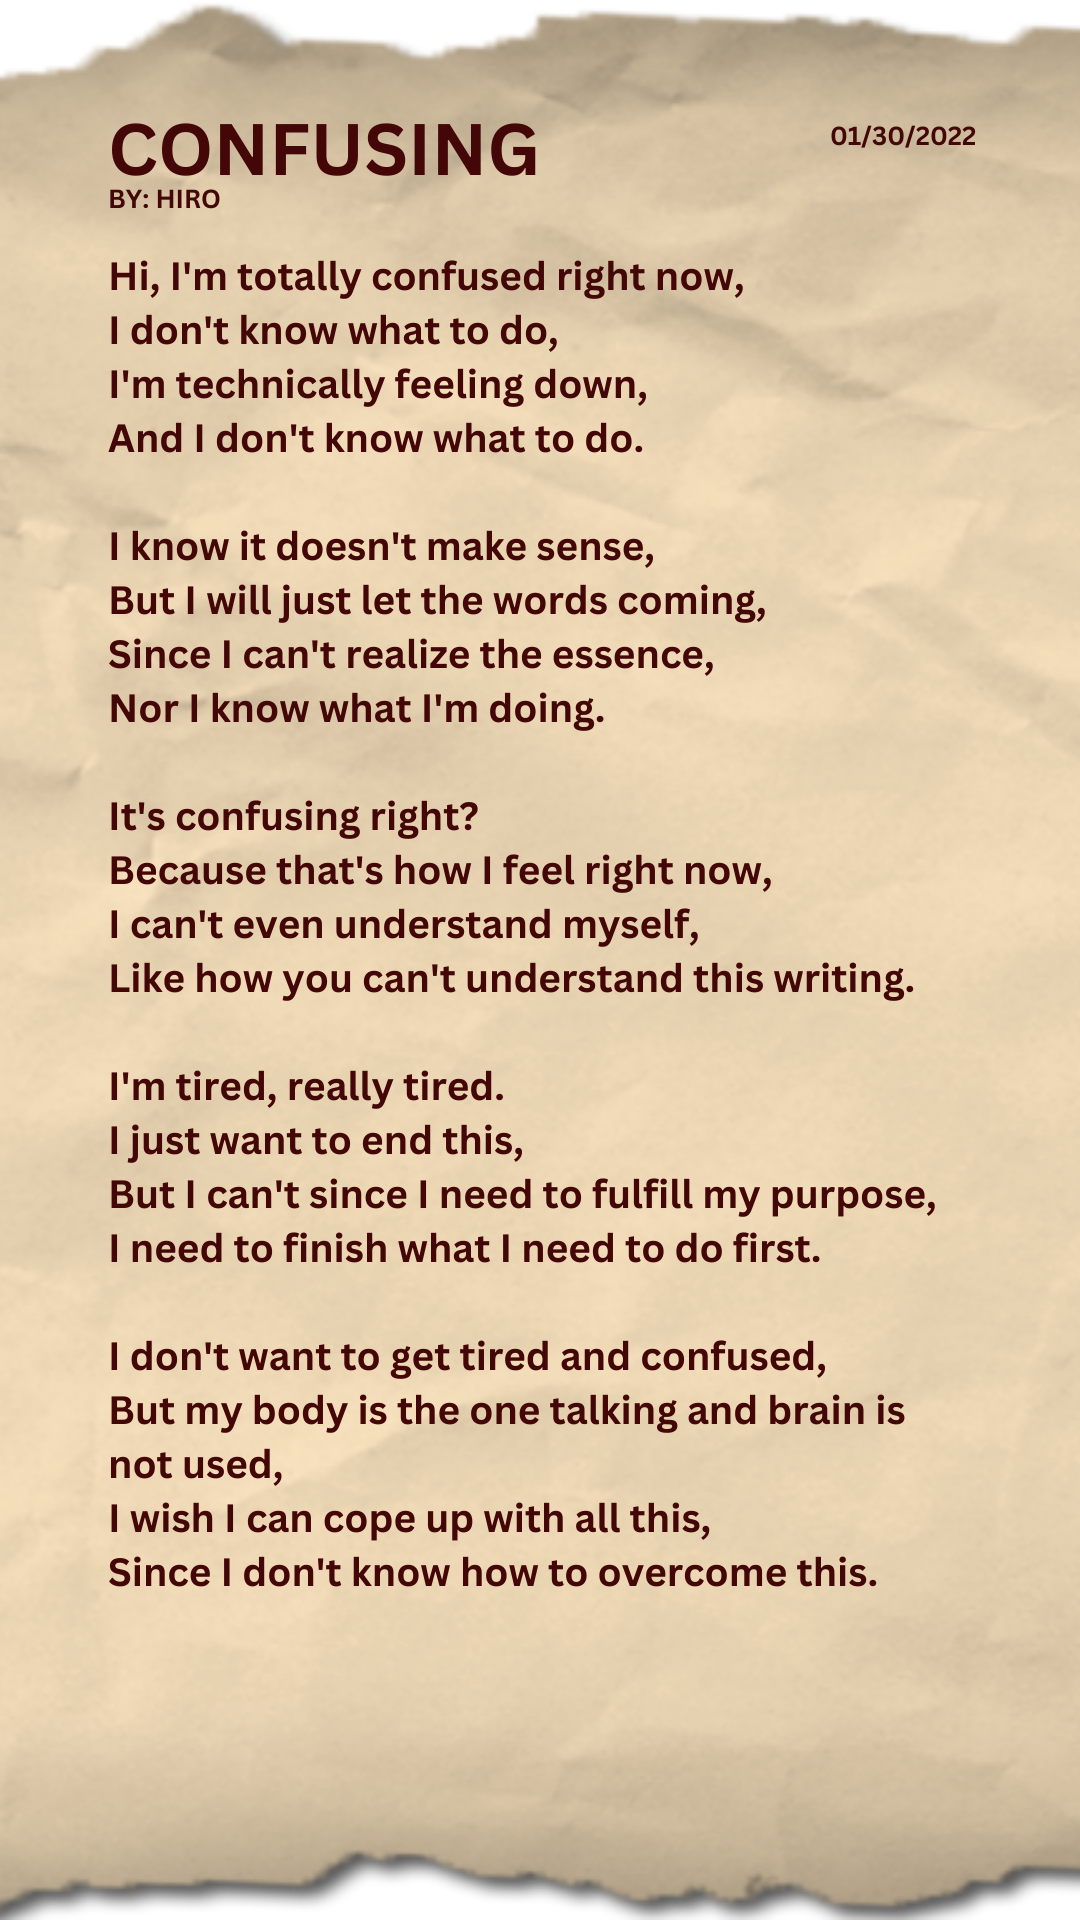 CONFUSING
01/30/2022
BY: HIRO
Hi, I'm totally confused right now,
I don't know what to do,
I'm technically feeling down,
And I don't know what to do.
I know it doesn't make sense,
But I will just let the words coming,
Since I can't realize the essence,
Nor I know what I'm doing.
It's confusing right?
Because that's how I feel right now,
I can't even understand myself,
Like how you can't understand this writing.
I'm tired, really tired.
I just want to end this,
But I can't since I need to fulfill my purpose,
I need to finish what I need to do first.
I don't want to get tired and confused,
But my body is the one talking and brain is
not used,
I wish I can cope up with all this,
Since I don't know how to overcome this.